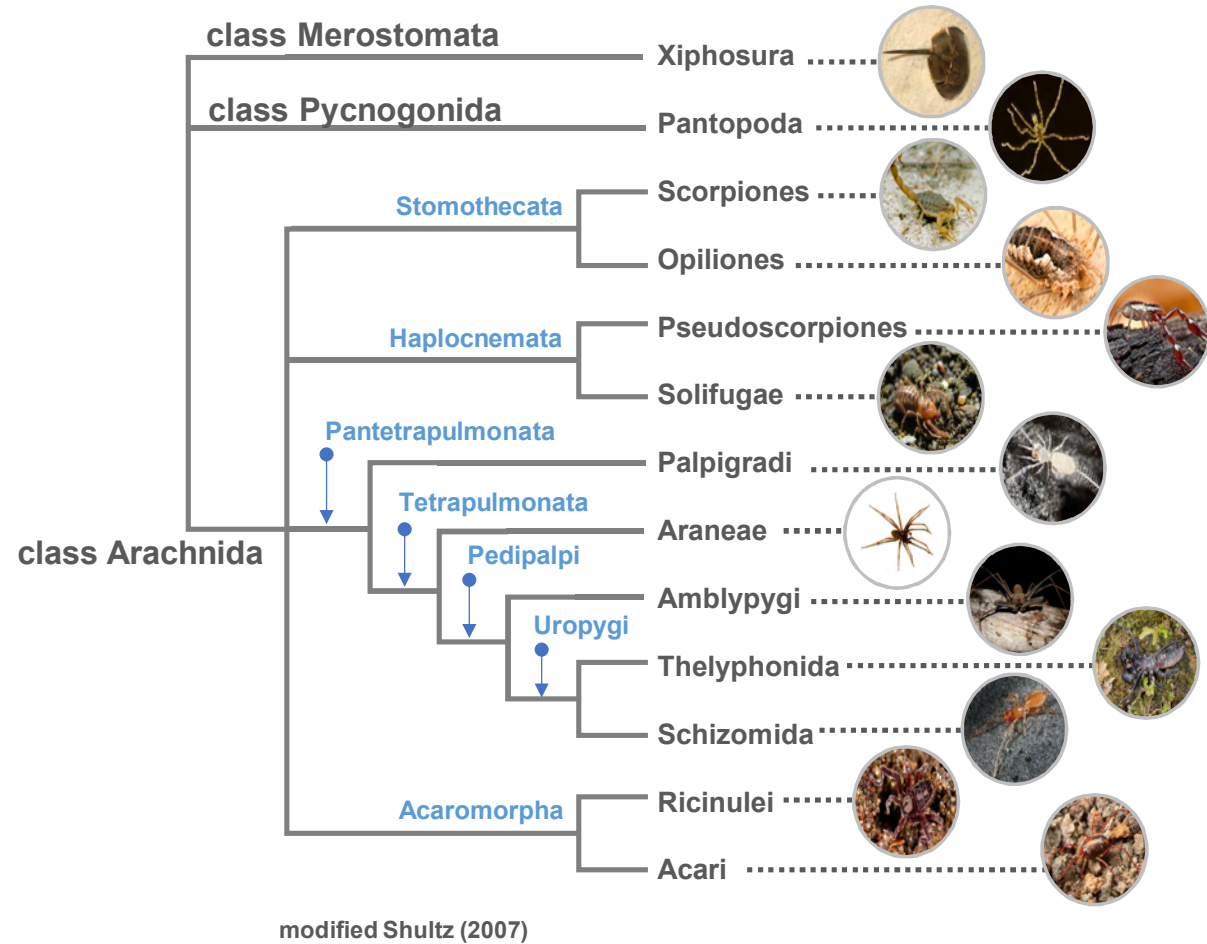 class Merostomata
Xiphosura
class Pycnogonida
Pantopoda
Scorpiones
Stomothecata
Opiliones
Pseudoscorpiones
Haplocnemata
Solifugae
Pantetrapulmonata
Palpigradi
Tetrapulmonata
Araneae
class Arachnida
Pedipalpi
Amblypygi
Uropygi
Thelyphonida
Schizomida
Ricinulei
Acaromorpha
Acari
modified Shultz (2007)